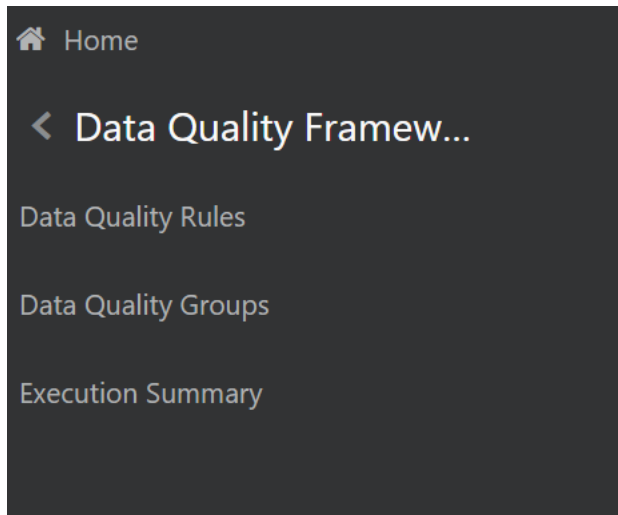 Home
Data Quality Framew...
Data Quality Rules
Data Quality Groups
Execution Summary